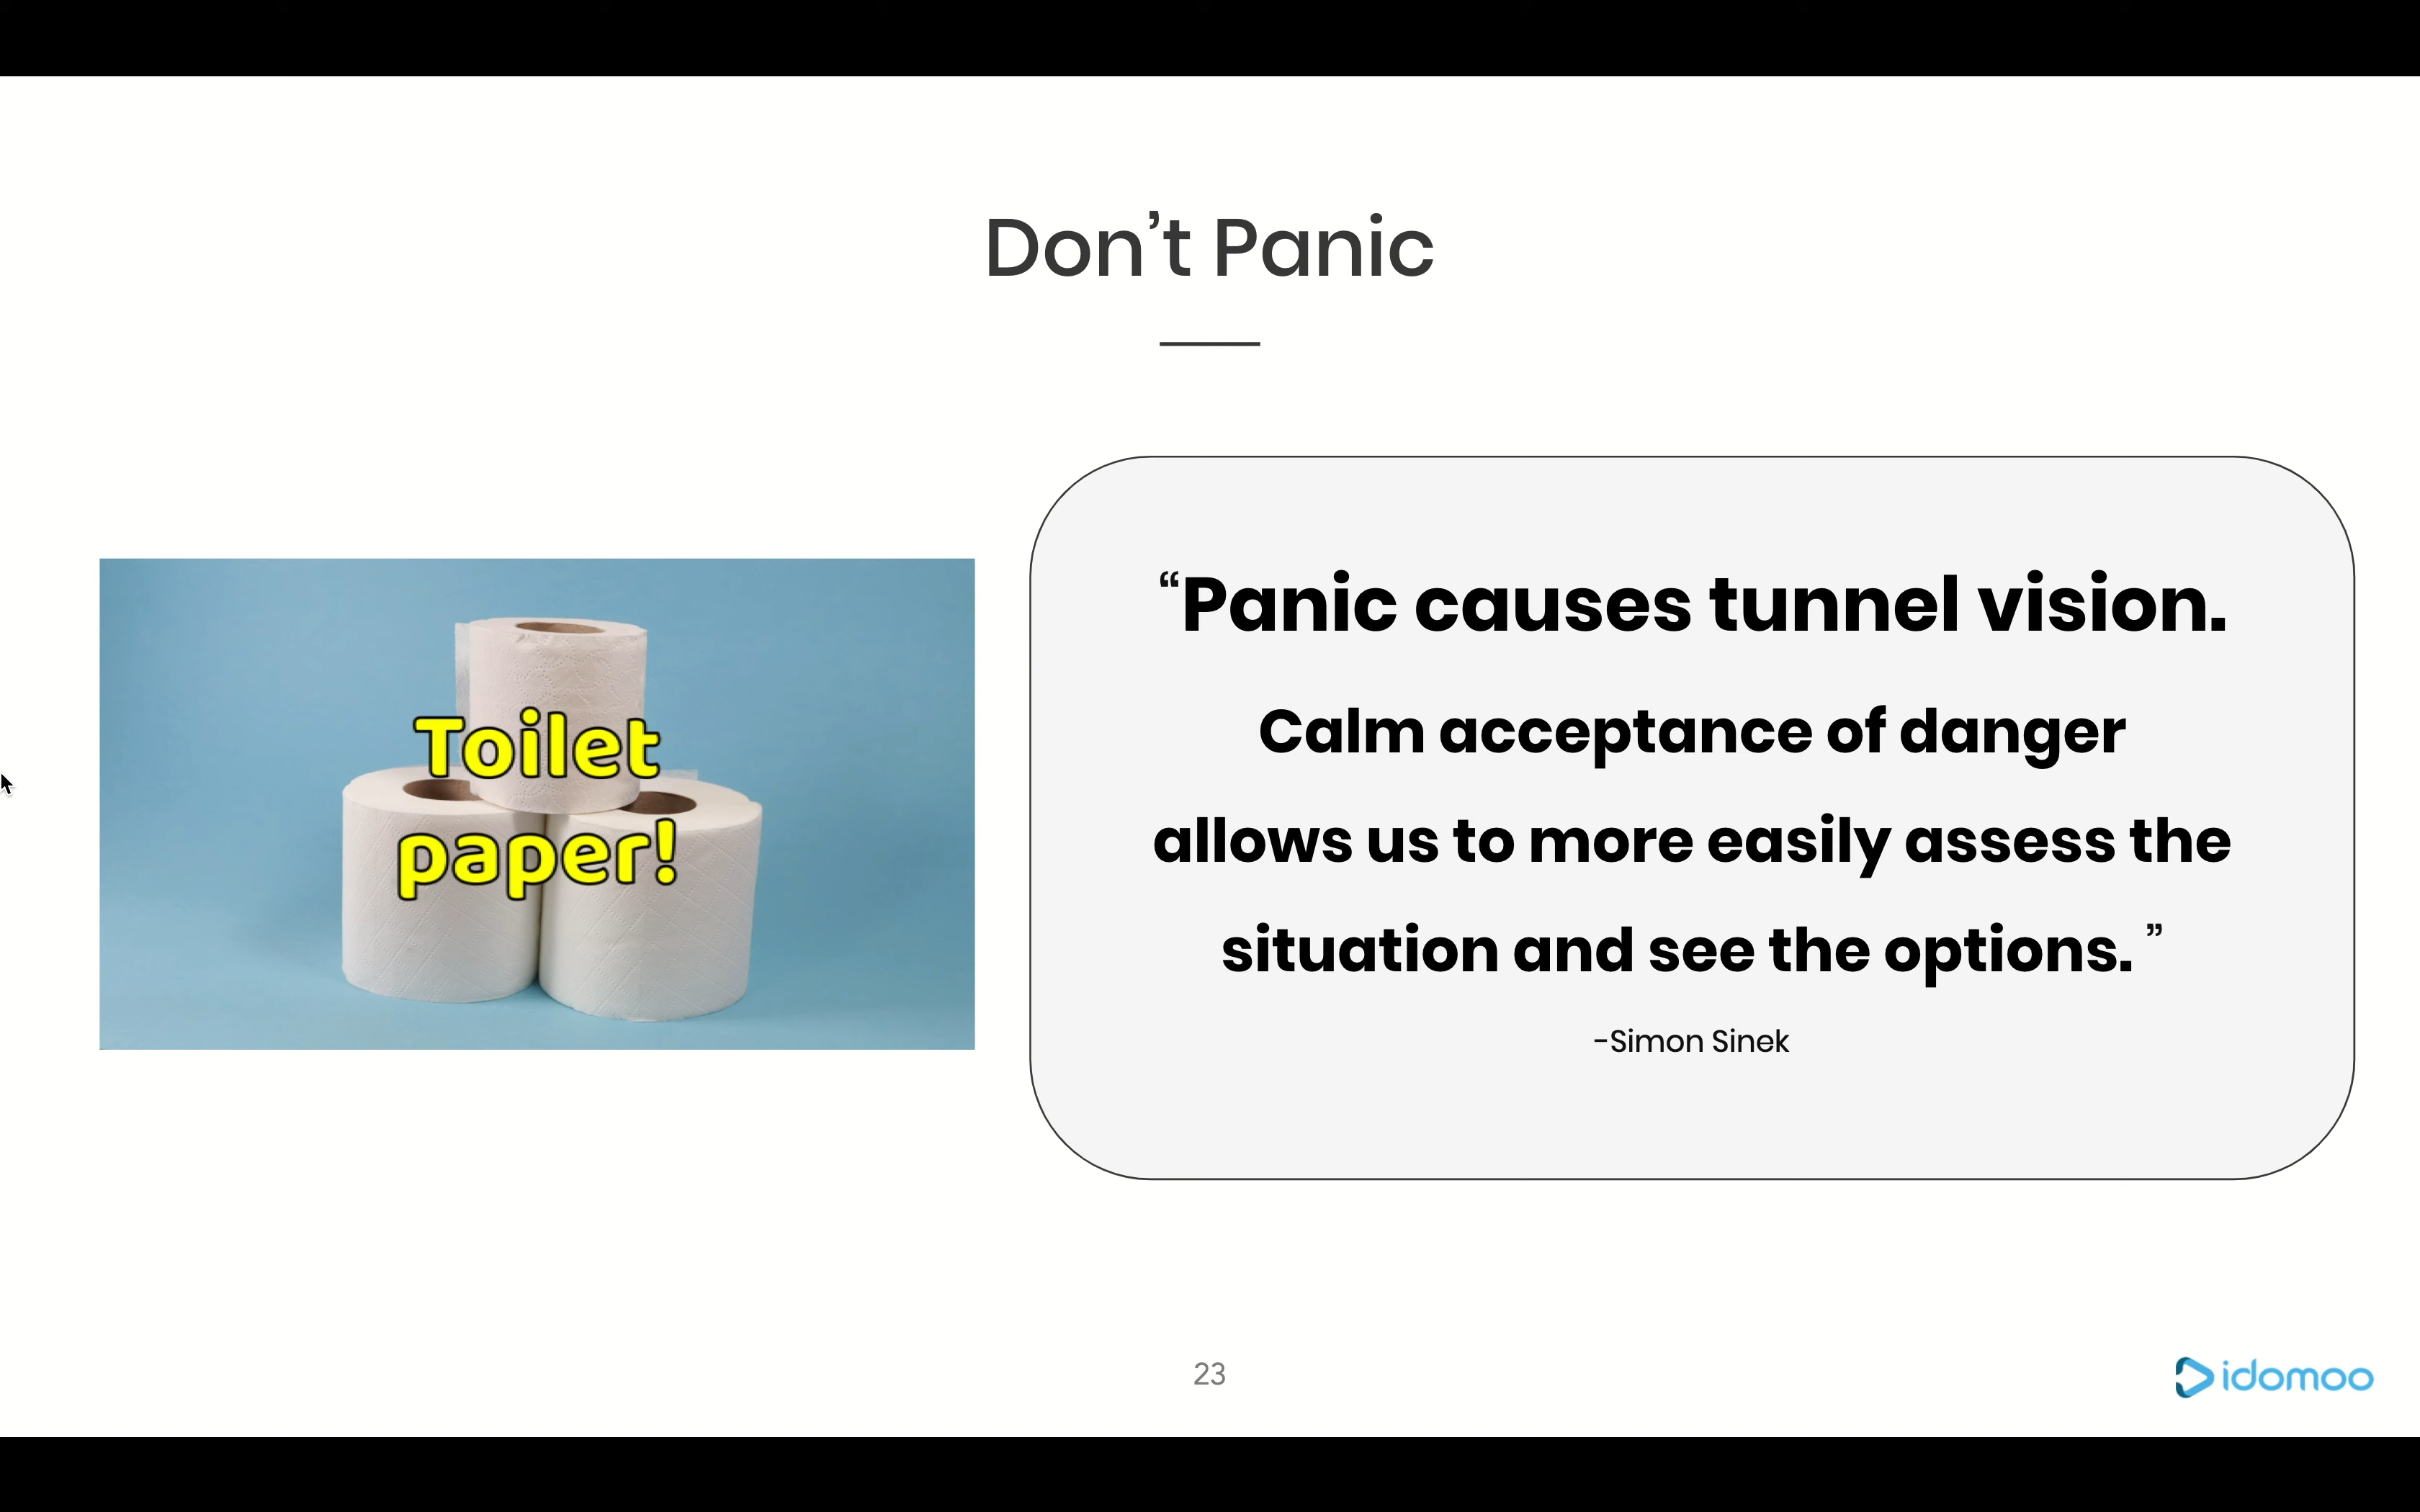 Don’t Panic
Toilet
paper!
“Panic causes tunnel vision.
Calm acceptance of danger
allows us to more easily assess the
situation and see the options. ”
-Simon Sinek
23
idomoo